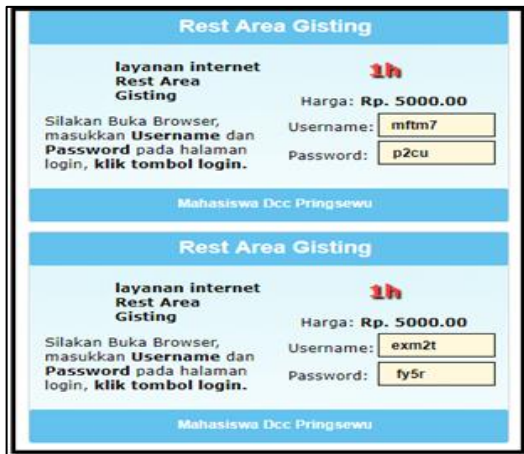 Rest Area Gisting
layanan internet
Rest Area
Gisting
1h
Harga: Rp. 5000.00
Silakan Buka Browser,
masukkan Username dan
Password pada halaman
login, klik tombol login.
Username: mftm7
Password: p2cu
Mahasiswa Dcc Pringsewu
Rest Area Gisting
layanan internet
Rest Area
Gisting
1h
Harga: Rp. 5000.00
Silakan Buka Browser,
masukkan Username dan
Password pada halaman
login, klik tombol login.
Username: exm2t
Password: fy5r
Mahasiswa Dcc Pringsewu